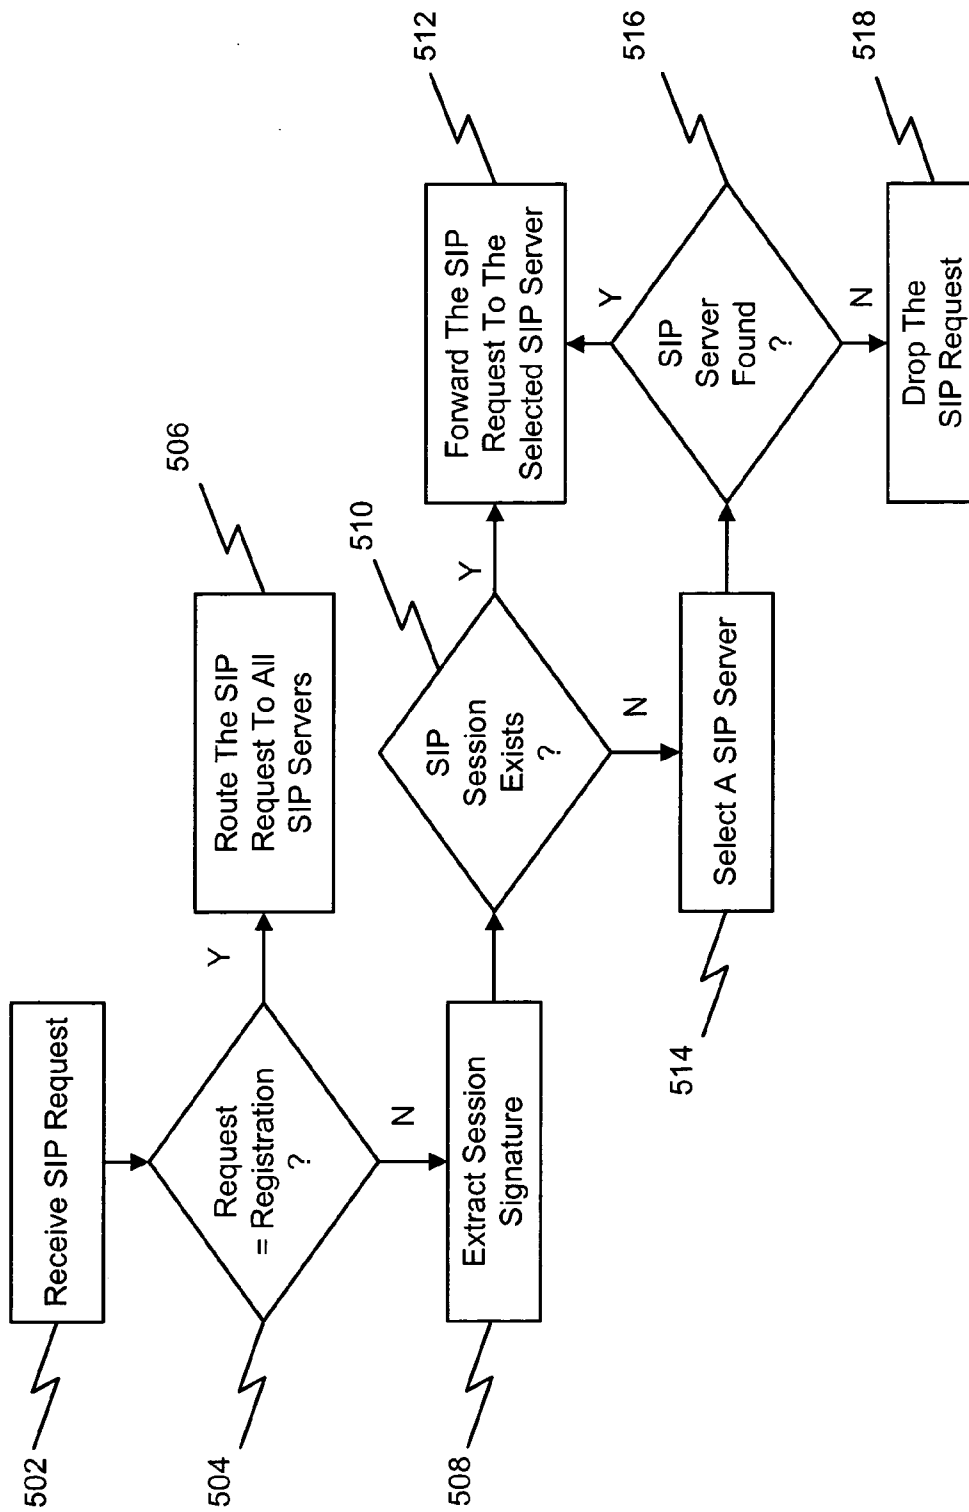 502
Receive SIP Request
504
Request
= Registration
?
Y
N
506
Route The SIP
Request To All
SIP Servers
508
Extract Session
Signature
510
SIP
Session
Exists
?
Y
N
512
Forward The SIP
Request To The
Selected SIP Server
514
Select A SIP Server
516
SIP
Server
Found
?
Y
N
518
Drop The
SIP Request